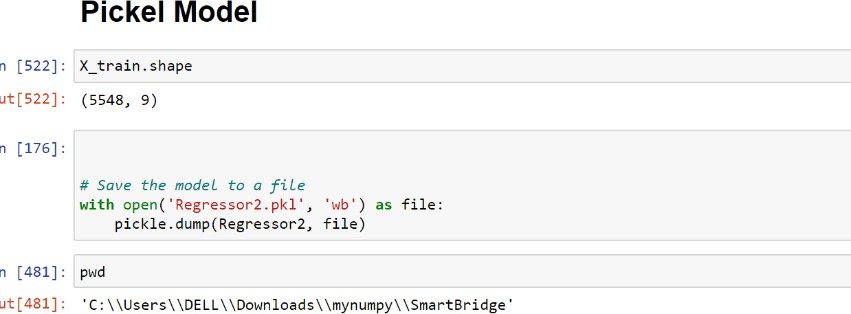 Pickel Model
n [522]: X_train.shape
ut[522]: (5548, 9)
n [176]:
# Save the model to a file
with open('Regressor2.pkl', 'wb') as file:
    pickle.dump(Regressor2, file)
n [481]: pwd
ut[481]: 'C:\\Users\\DELL\\Downloads\\mynumpy\\SmartBridge'